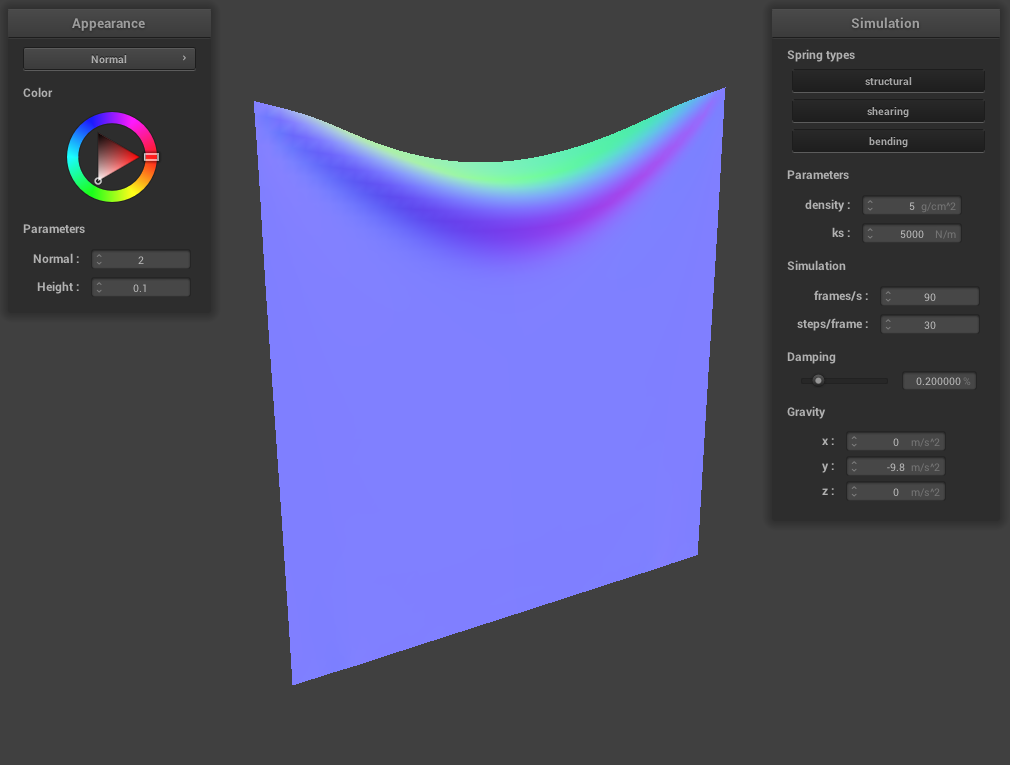 Appearance
Normal
Color
Parameters
Normal : 2
Height : 0.1
Simulation
Spring types
structural
shearing
bending
Parameters
density : 5 g/cm^2
ks : 5000 N/m
Simulation
frames/s : 90
steps/frame : 30
Damping
0.200000 %
Gravity
x : 0 m/s^2
y : -9.8 m/s^2
z : 0 m/s^2